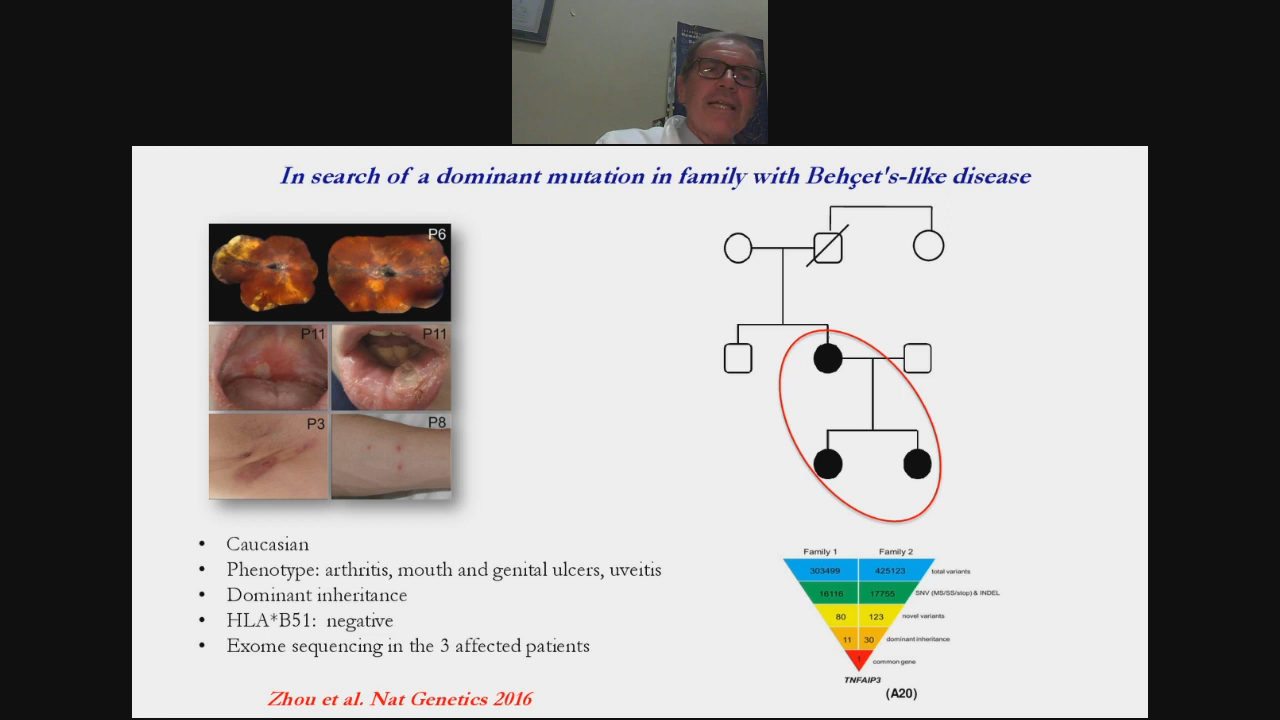 In search of a dominant mutation in family with Behçet's-like disease
P6
P11
P11
P3
P8
• Caucasian
• Phenotype: arthritis, mouth and genital ulcers, uveitis
• Dominant inheritance
• HLA*B51: negative
• Exome sequencing in the 3 affected patients
Zhou et al. Nat Genetics 2016
Family 1 Family 2
303499 425123 total variants
16116 17755 SNV (MS/SS/stop) & INDEL
80 123 novel variants
11 30 dominant inheritance
1 common gene
TNFAIP3
(A20)